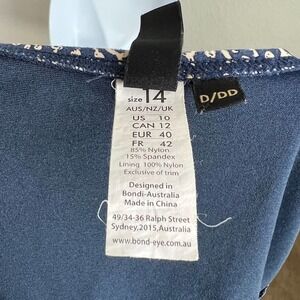 size 14
AUS/NZ/UK
US 10
CAN 12
EUR 40
FR 42
85% Nylon
15% Spandex
Lining 100% Nylon
Exclusive of trim
Designed in
Bondi-Australia
Made in China
49/34-36 Ralph Street
Sydney, 2015, Australia
www.bond-eye.com
D/DD